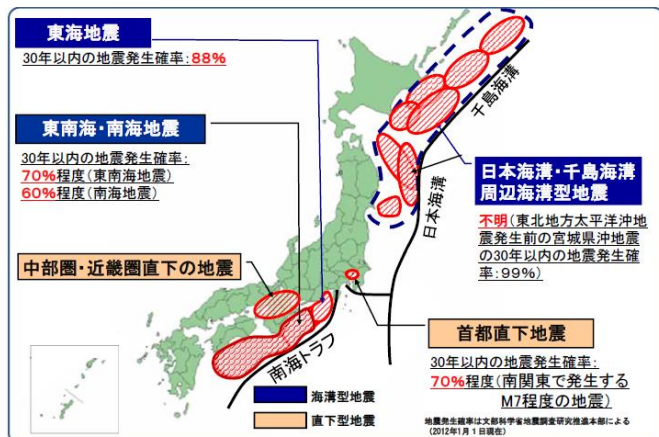 東海地震
30年以内の地震発生確率:88%
東南海・南海地震
30年以内の地震発生確率:
70%程度(東南海地震)
60%程度(南海地震)
中部圏・近畿圏直下の地震
千島海溝
日本海溝・千島海溝
周辺海溝型地震
不明(東北地方太平洋沖地
震発生前の宮城県沖地震
の30年以内の地震発生確
率:99%)
日本海溝
首都直下地震
30年以内の地震発生確率:
70%程度(南関東で発生する
M7程度の地震)
南海トラフ
海溝型地震
直下型地震
地震発生確率は文部科学省地震調査研究推進本部による
(2012年1月1日現在)